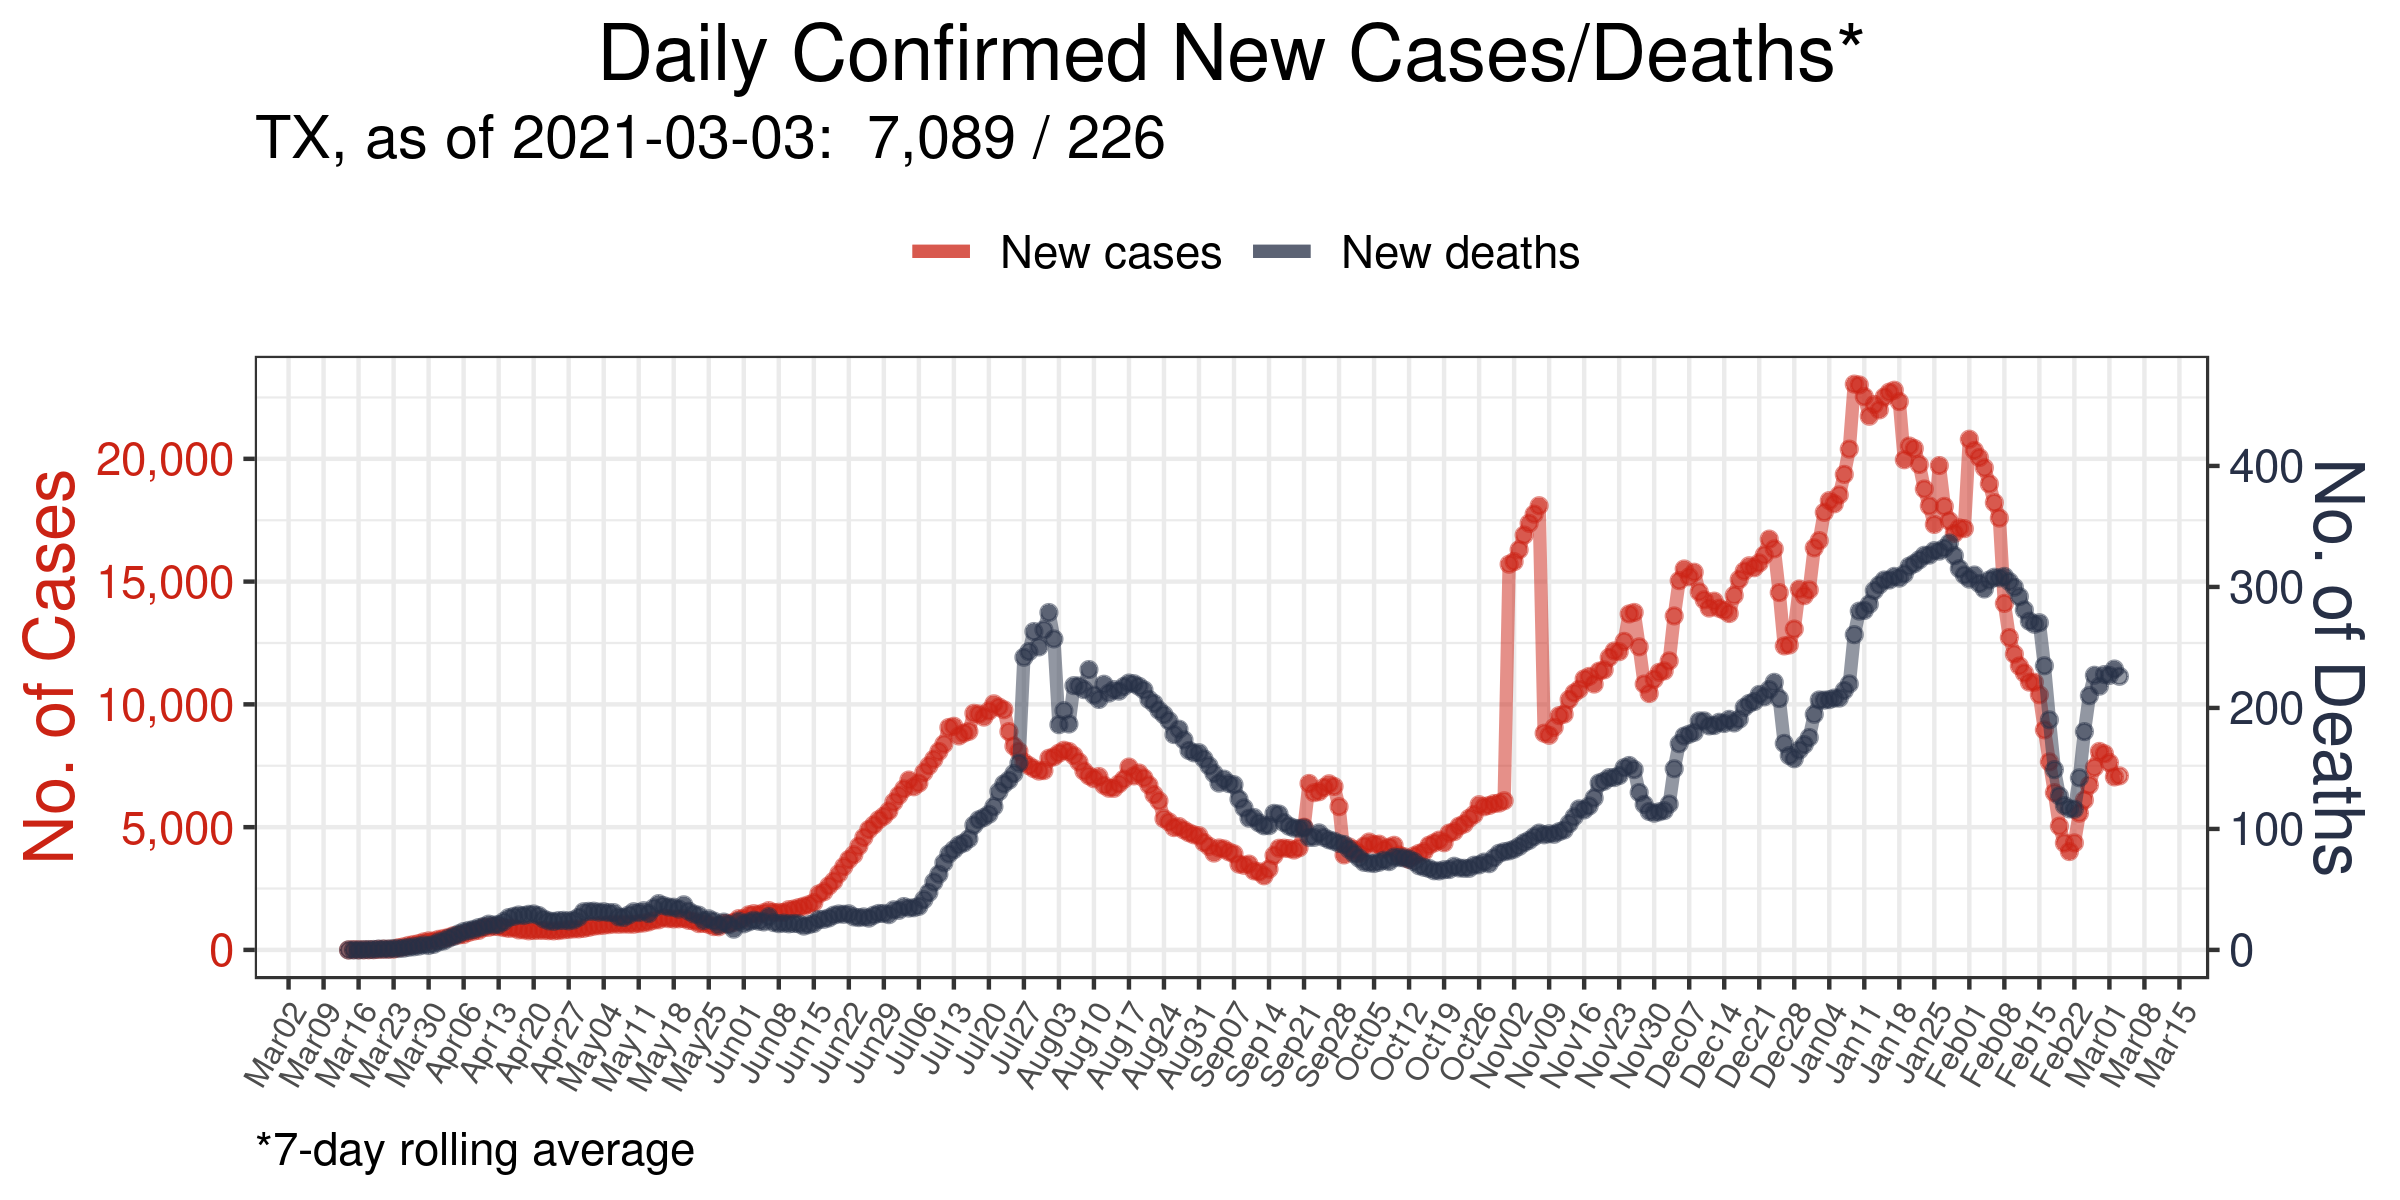 Daily Confirmed New Cases/Deaths*
TX, as of 2021-03-03:  7,089 / 226
New cases
New deaths
No. of Cases
20,000
15,000
10,000
5,000
0
400
300
200
100
0
No. of Deaths
Mar02
Mar09
Mar16
Mar23
Mar30
Apr06
Apr13
Apr20
Apr27
May04
May11
May18
May25
Jun01
Jun08
Jun15
Jun22
Jun29
Jul06
Jul13
Jul20
Jul27
Aug03
Aug10
Aug17
Aug24
Aug31
Sep07
Sep14
Sep21
Sep28
Oct05
Oct12
Oct19
Oct26
Nov02
Nov09
Nov16
Nov23
Nov30
Dec07
Dec14
Dec21
Dec28
Jan04
Jan11
Jan18
Jan25
Feb01
Feb08
Feb15
Feb22
Mar01
Mar08
Mar15
*7-day rolling average